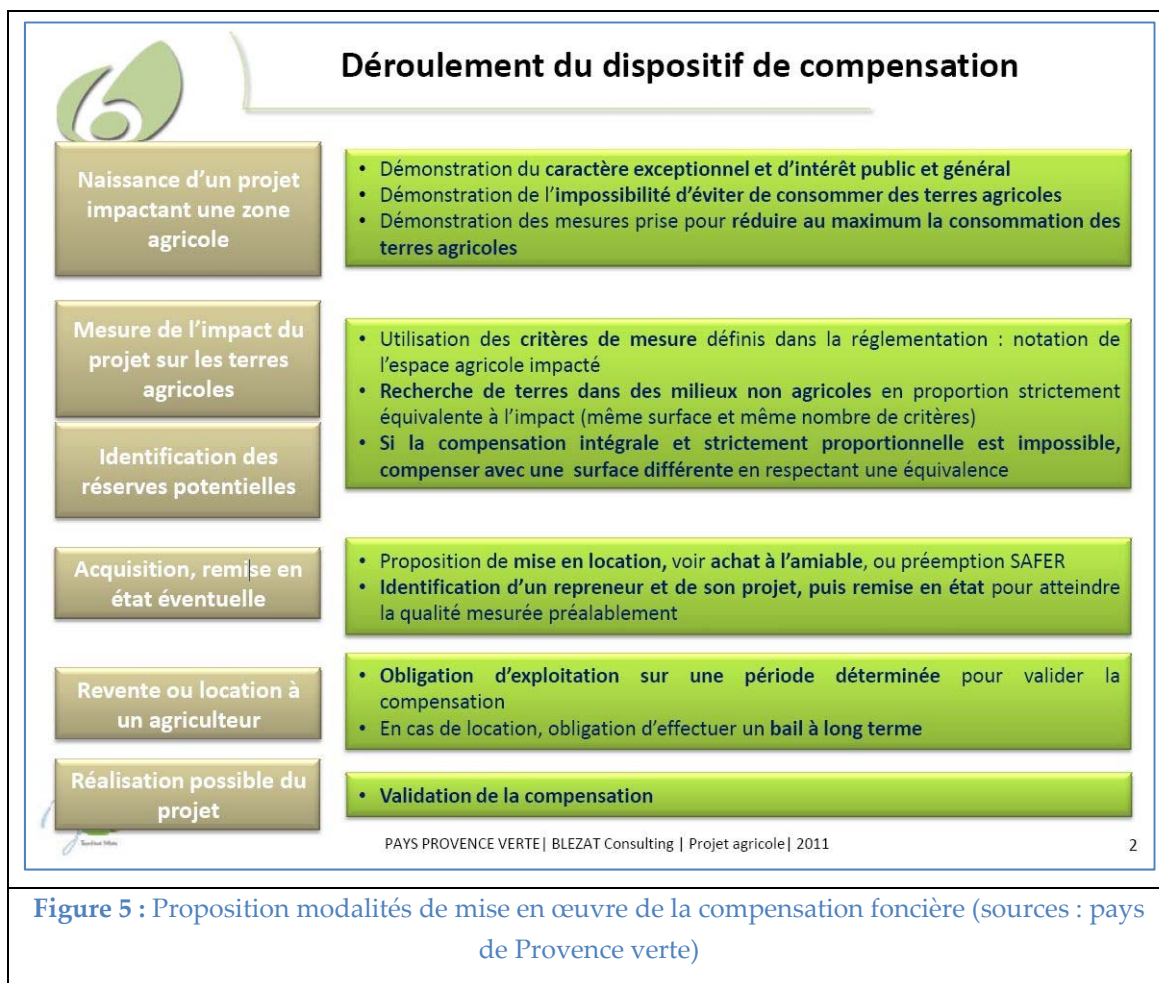 Déroulement du dispositif de compensation
Naissance d'un projet
impactant une zone
agricole
• Démonstration du caractère exceptionnel et d'intérêt public et général
• Démonstration de l'impossibilité d'éviter de consommer des terres agricoles
• Démonstration des mesures prise pour réduire au maximum la consommation des
terres agricoles
Mesure de l'impact du
projet sur les terres
agricoles
Identification des
réserves potentielles
• Utilisation des critères de mesure définis dans la réglementation : notation de
l'espace agricole impacté
• Recherche de terres dans des milieux non agricoles en proportion strictement
équivalente à l'impact (même surface et même nombre de critères)
• Si la compensation intégrale et strictement proportionnelle est impossible,
compenser avec une surface différente en respectant une équivalence
Acquisition, remise en
état éventuelle
• Proposition de mise en location, voir achat à l'amiable, ou préemption SAFER
• Identification d'un repreneur et de son projet, puis remise en état pour atteindre
la qualité mesurée préalablement
Revente ou location à
un agriculteur
• Obligation d'exploitation sur une période déterminée pour valider la
compensation
• En cas de location, obligation d'effectuer un bail à long terme
Réalisation possible du
projet
• Validation de la compensation
PAYS PROVENCE VERTE| BLEZAT Consulting | Projet agricole| 2011
2
Figure 5 : Proposition modalités de mise en œuvre de la compensation foncière (sources : pays
de Provence verte)